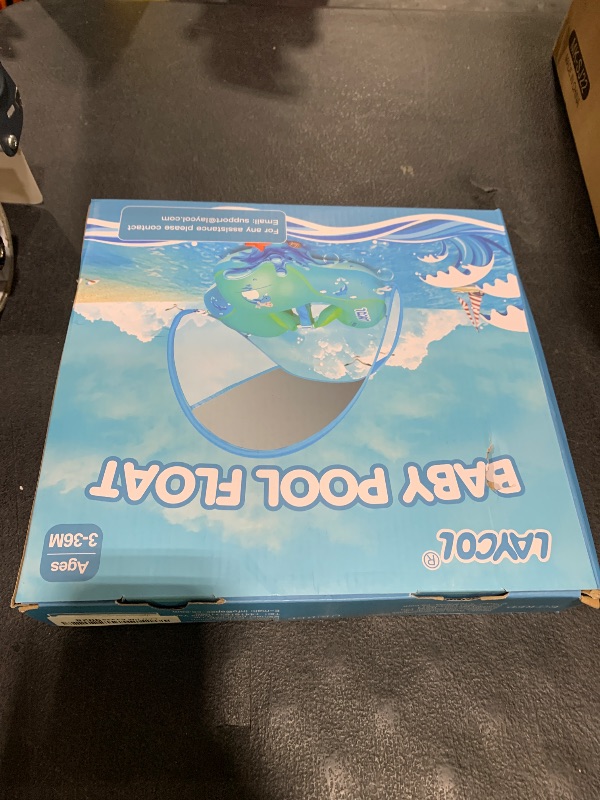 LAYCOL®
BABY POOL FLOAT
Ages
3-36M
For any assistance please contact
Email: support@laycol.com